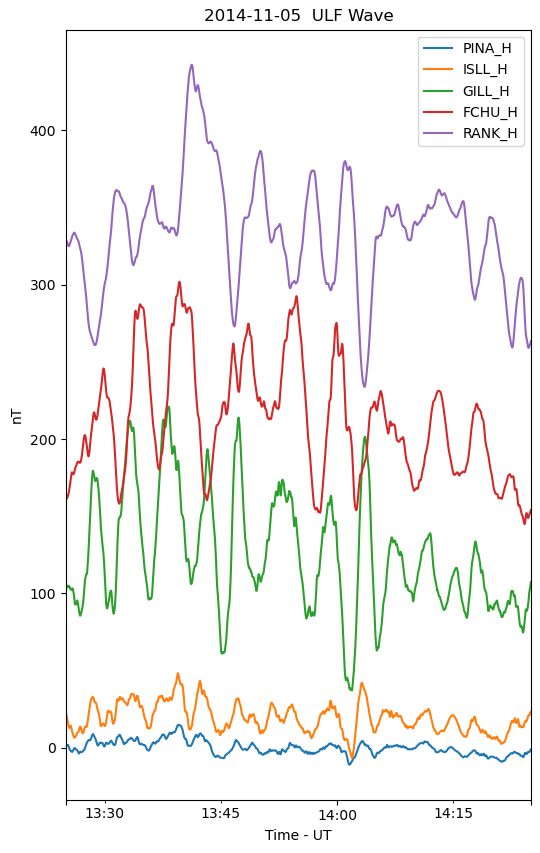 2014-11-05  ULF Wave
PINA_H
ISLL_H
GILL_H
FCHU_H
RANK_H
400
300
200
100
0
nT
13:30
13:45
14:00
14:15
Time - UT